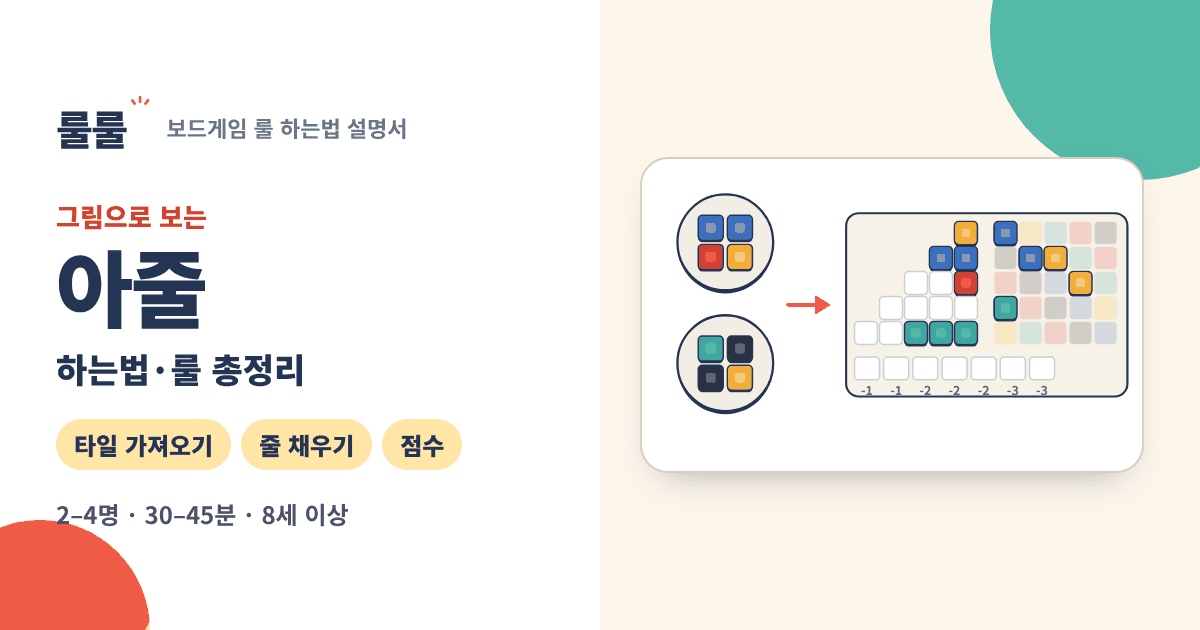 룰룰 보드게임 룰 하는법 설명서
그림으로 보는
아줄
하는법·룰 총정리
타일 가져오기 줄 채우기 점수
2–4명 · 30–45분 · 8세 이상
-1 -1 -2 -2 -2 -3 -3